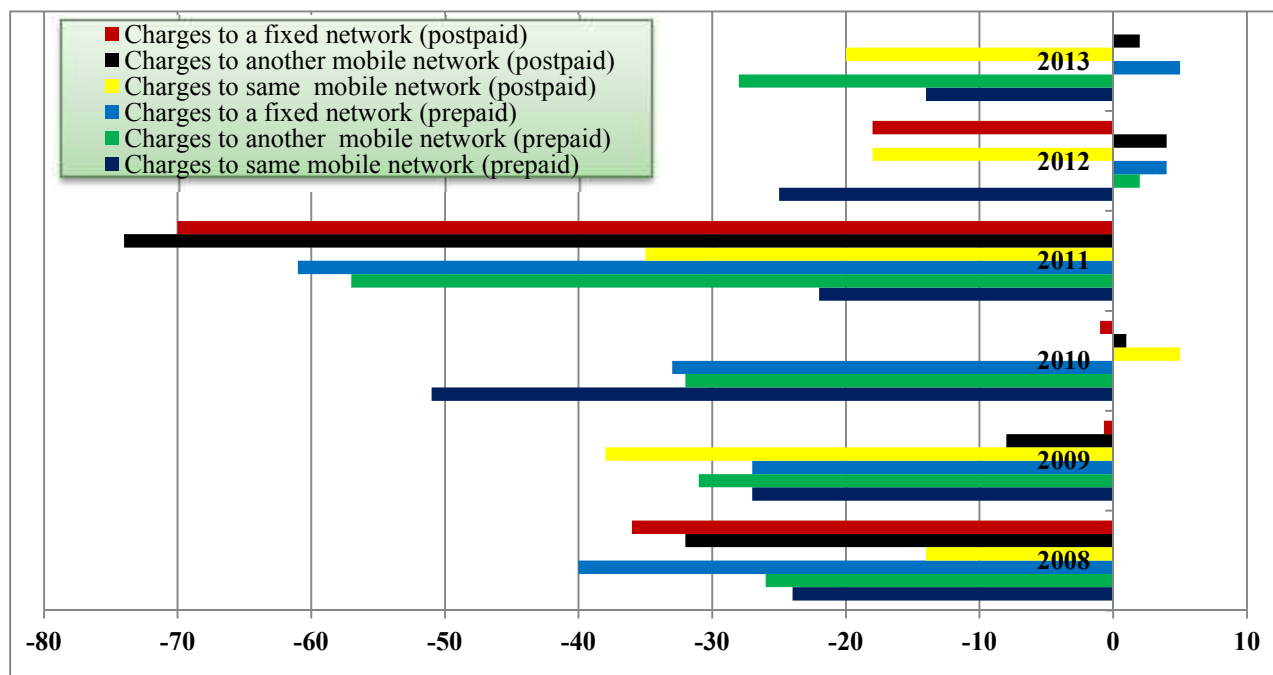 Charges to a fixed network (postpaid)
Charges to another mobile network (postpaid)
Charges to same  mobile network (postpaid)
Charges to a fixed network (prepaid)
Charges to another  mobile network (prepaid)
Charges to same mobile network (prepaid)
2013
2012
2011
2010
2009
2008
-80 -70 -60 -50 -40 -30 -20 -10 0 10